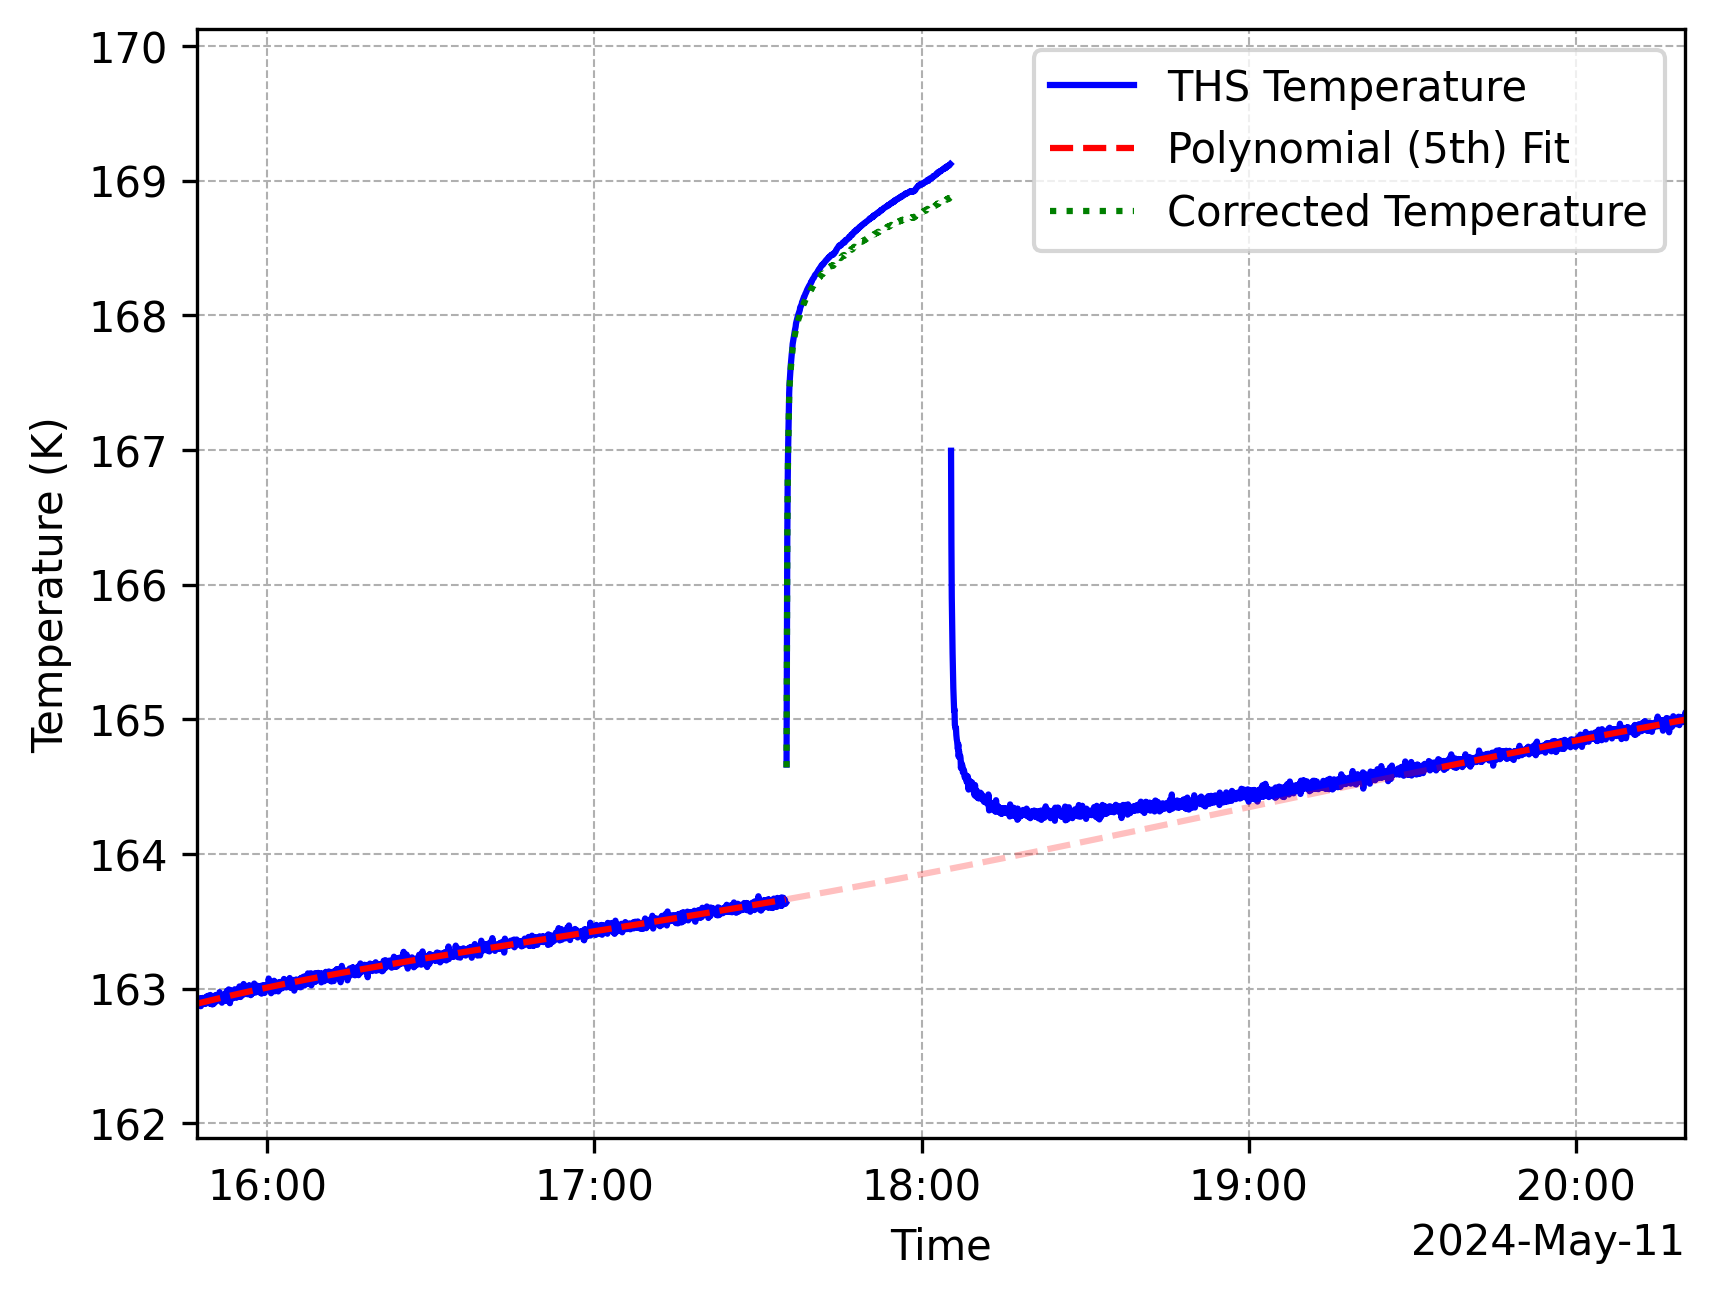 170
169
168
167
166
165
164
163
162
Temperature (K)
THS Temperature
Polynomial (5th) Fit
Corrected Temperature
16:00 17:00 18:00 19:00 20:00
Time
2024-May-11